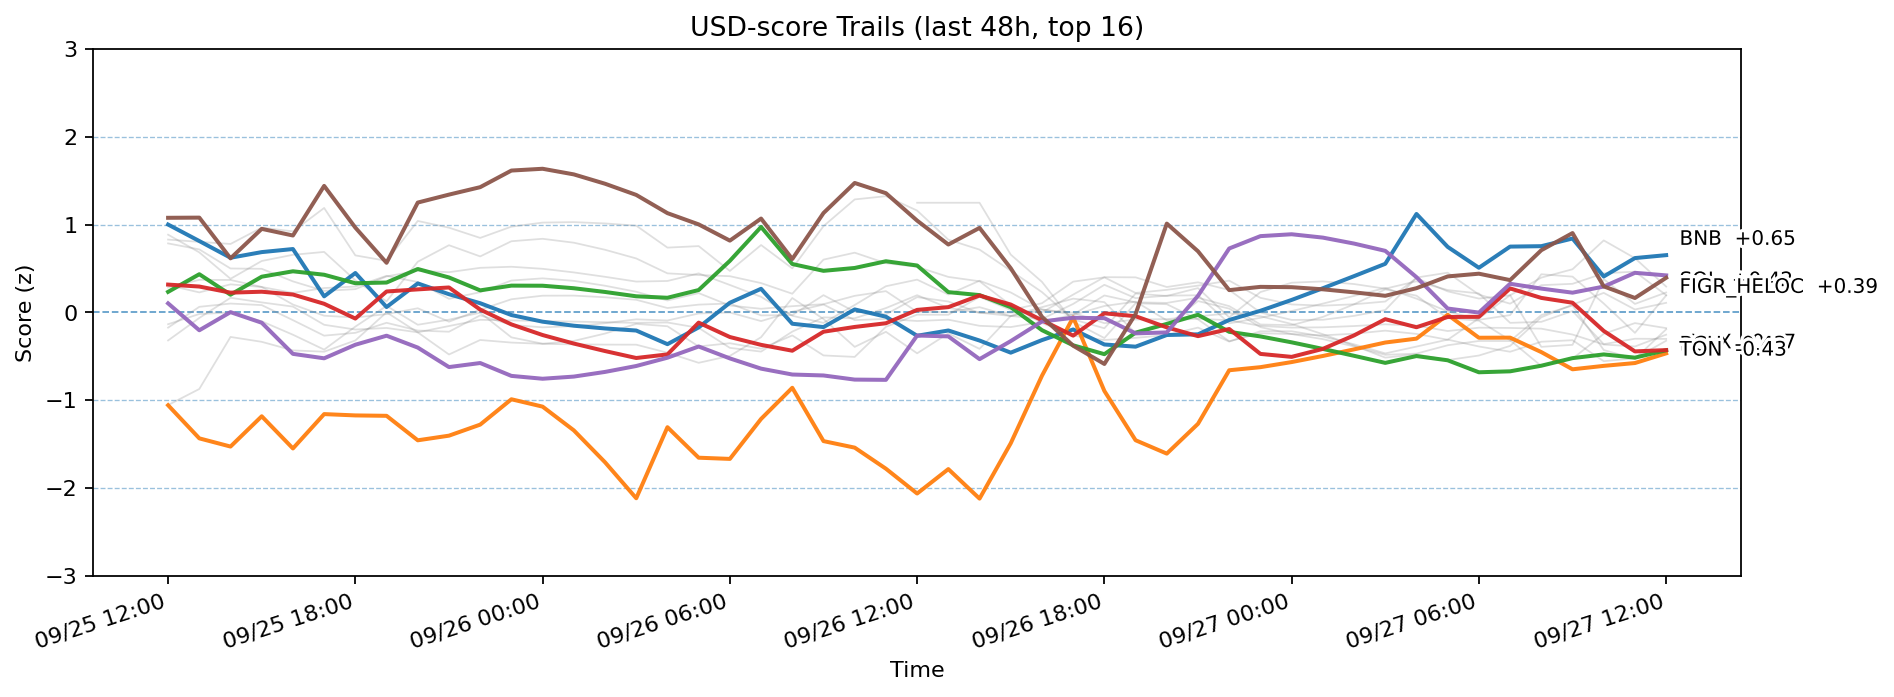 USD-score Trails (last 48h, top 16)
3
2
1
0
−1
−2
−3
Score (z)
BNB +0.65
FIGR_HELOC +0.39
TON -0.43
09/25 12:00
09/25 18:00
09/26 00:00
09/26 06:00
09/26 12:00
09/26 18:00
09/27 00:00
09/27 06:00
09/27 12:00
Time